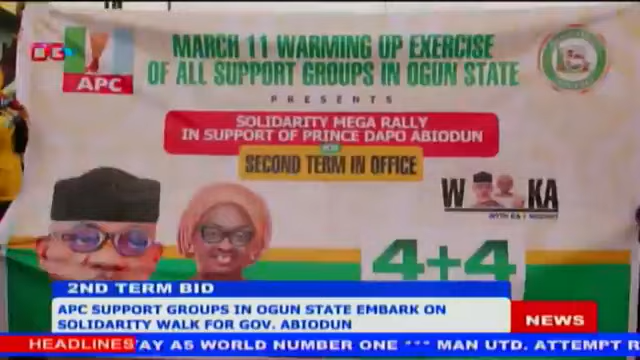 APC
MARCH 11 WARMING UP EXERCISE
OF ALL SUPPORT GROUPS IN OGUN STATE
PRESENTS
SOLIDARITY MEGA RALLY
IN SUPPORT OF PRINCE DAPO ABIODUN
SECOND TERM IN OFFICE
W KA
4+4
2ND TERM BID
APC SUPPORT GROUPS IN OGUN STATE EMBARK ON
SOLIDARITY WALK FOR GOV. ABIODUN
NEWS
HEADLINES AY AS WORLD NUMBER ONE *** MAN UTD. ATTEMPT R